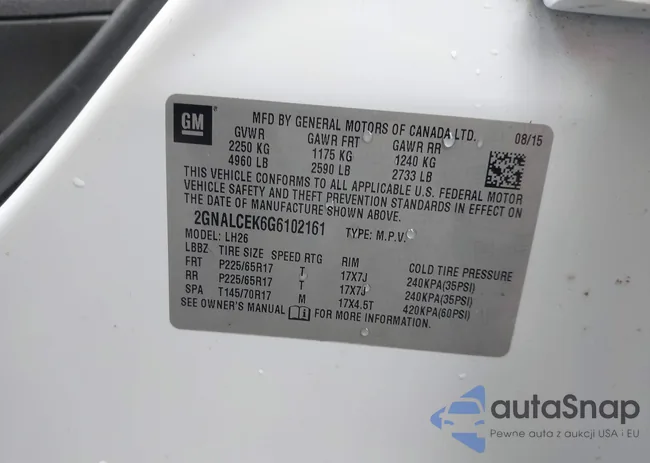 GM
MFD BY GENERAL MOTORS OF CANADA LTD.
08/15
GVWR GAWR FRT GAWR RR
2250 KG 1175 KG 1240 KG
4960 LB 2590 LB 2733 LB
THIS VEHICLE CONFORMS TO ALL APPLICABLE U.S. FEDERAL MOTOR
VEHICLE SAFETY AND THEFT PREVENTION STANDARDS IN EFFECT ON
THE DATE OF MANUFACTURE SHOWN ABOVE.
2GNALCEK6G6102161 TYPE: M.P.V.
MODEL: LH26
LBBZ TIRE SIZE SPEED RTG RIM COLD TIRE PRESSURE
FRT P225/65R17 T 17X7J 240KPA(35PSI)
RR P225/65R17 T 17X7J 240KPA(35PSI)
SPA T145/70R17 M 17X4.5T 420KPA(60PSI)
SEE OWNER'S MANUAL FOR MORE INFORMATION.
autoSnap
Pewne auta z aukcji USA i EU